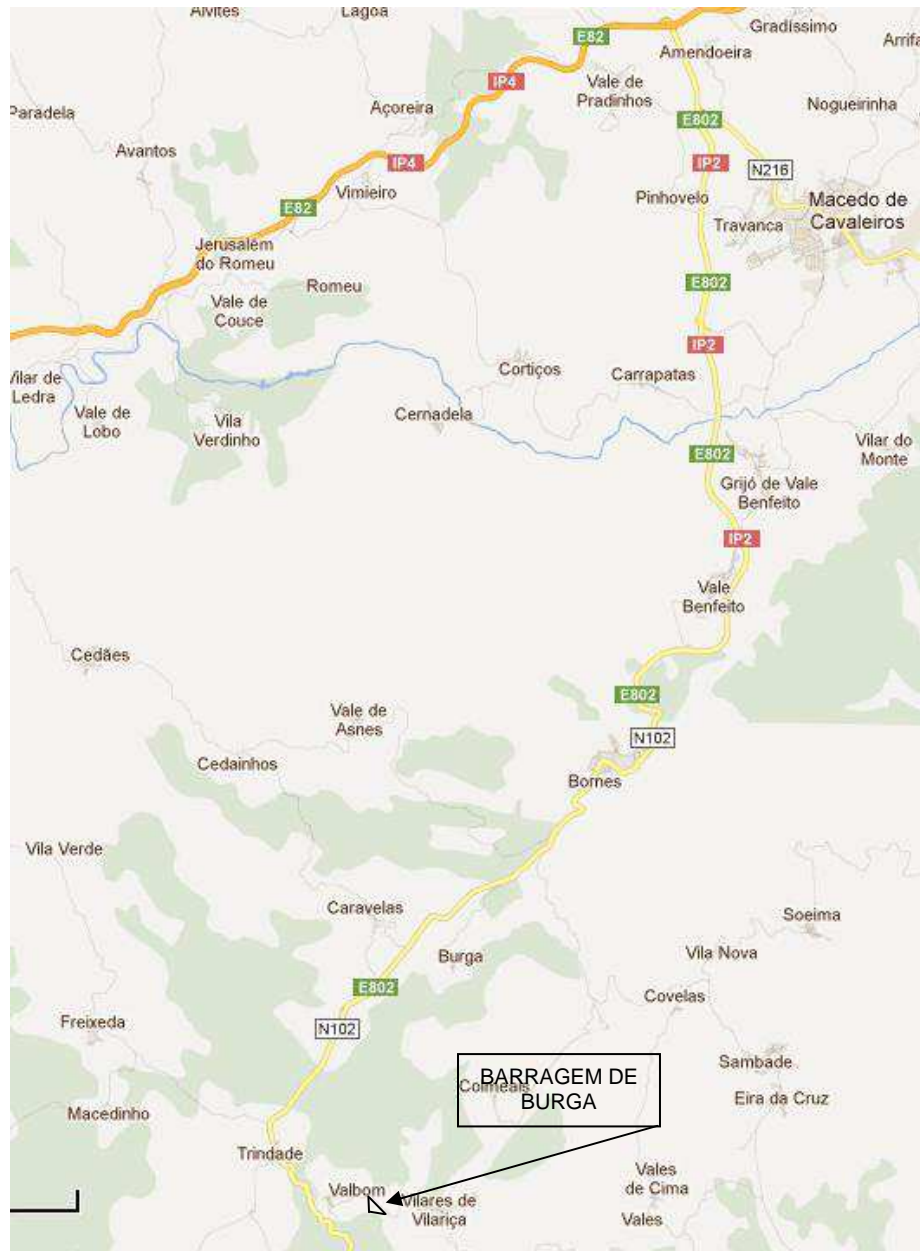 Alvites
Lagoa
Gradíssimo
E82
Amendoeira
Arrifa
IP4
Vale de
Pradinhos
Paradela
Açoreira
Nogueirinha
E802
Avantos
IP4
IP2
N216
Vimieiro
Pinhovelo
Macedo de
Cavaleiros
E82
Travanca
Jerusalém
do Romeu
Romeu
E802
Vale de
Couce
IP2
Cortiços
Carrapatas
Vilar de
Ledra
Vale de
Lobo
Vila
Verdinho
Cernadela
Vilar do
Monte
E802
Grijó de Vale
Benfeito
IP2
Vale
Benfeito
Cedães
E802
Vale de
Asnes
N102
Cedainhos
Bornes
Vila Verde
Caravelas
Soeima
Burga
Vila Nova
E802
Covelas
Freixeda
N102
Sambade
BARRAGEM DE
BURGA
Colmeais
Eira da Cruz
Macedinho
Trindade
Valbom
Vilares de
Vilariça
Vales
de Cima
Vales